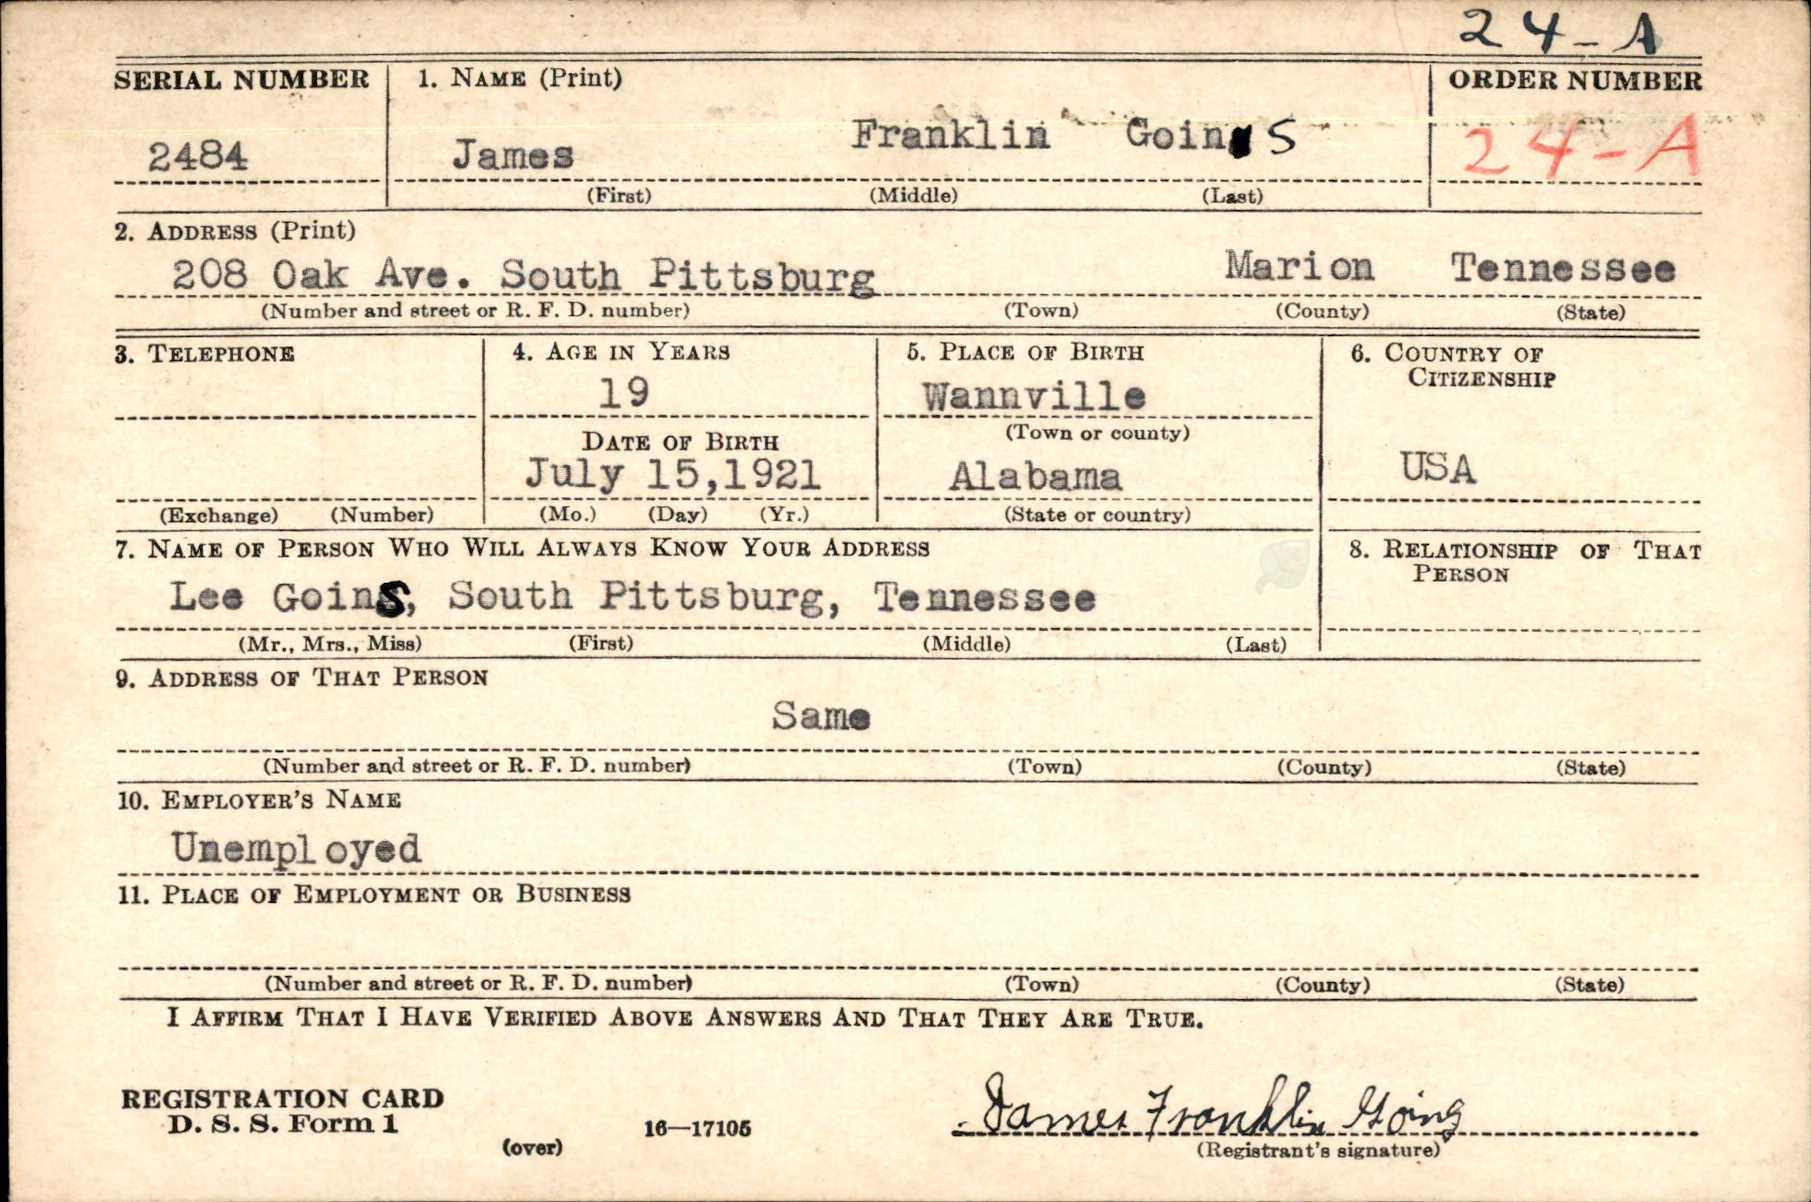 24-A
SERIAL NUMBER 1. NAME (Print) ORDER NUMBER
2484 James Franklin Goins 24-A
(First) (Middle) (Last)
2. ADDRESS (Print)
208 Oak Ave. South Pittsburg Marion Tennessee
(Number and street or R. F. D. number) (Town) (County) (State)
3. TELEPHONE 4. AGE IN YEARS 5. PLACE OF BIRTH 6. COUNTRY OF
CITIZENSHIP
19 Wannville
DATE OF BIRTH (Town or county)
July 15,1921 Alabama USA
(Exchange) (Number) (Mo.) (Day) (Yr.) (State or country)
7. NAME OF PERSON WHO WILL ALWAYS KNOW YOUR ADDRESS 8. RELATIONSHIP OF THAT
PERSON
Lee Goins, South Pittsburg, Tennessee
(Mr., Mrs., Miss) (First) (Middle) (Last)
9. ADDRESS OF THAT PERSON
Same
(Number and street or R. F. D. number) (Town) (County) (State)
10. EMPLOYER'S NAME
Unemployed
11. PLACE OF EMPLOYMENT OR BUSINESS
(Number and street or R. F. D. number) (Town) (County) (State)
I AFFIRM THAT I HAVE VERIFIED ABOVE ANSWERS AND THAT THEY ARE TRUE.
REGISTRATION CARD
D. S. S. Form 1
(over) 16—17105
James Franklin Going
(Registrant's signature)